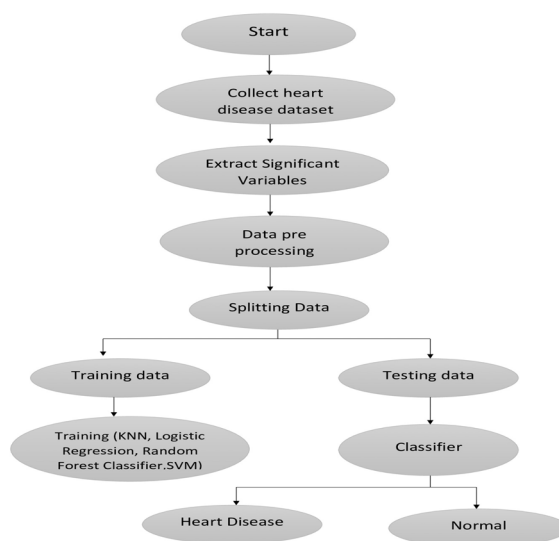 Start
Collect heart
disease dataset
Extract Significant
Variables
Data pre
processing
Splitting Data
Training data
Testing data
Training (KNN, Logistic
Regression, Random
Forest Classifier.SVM)
Classifier
Heart Disease
Normal